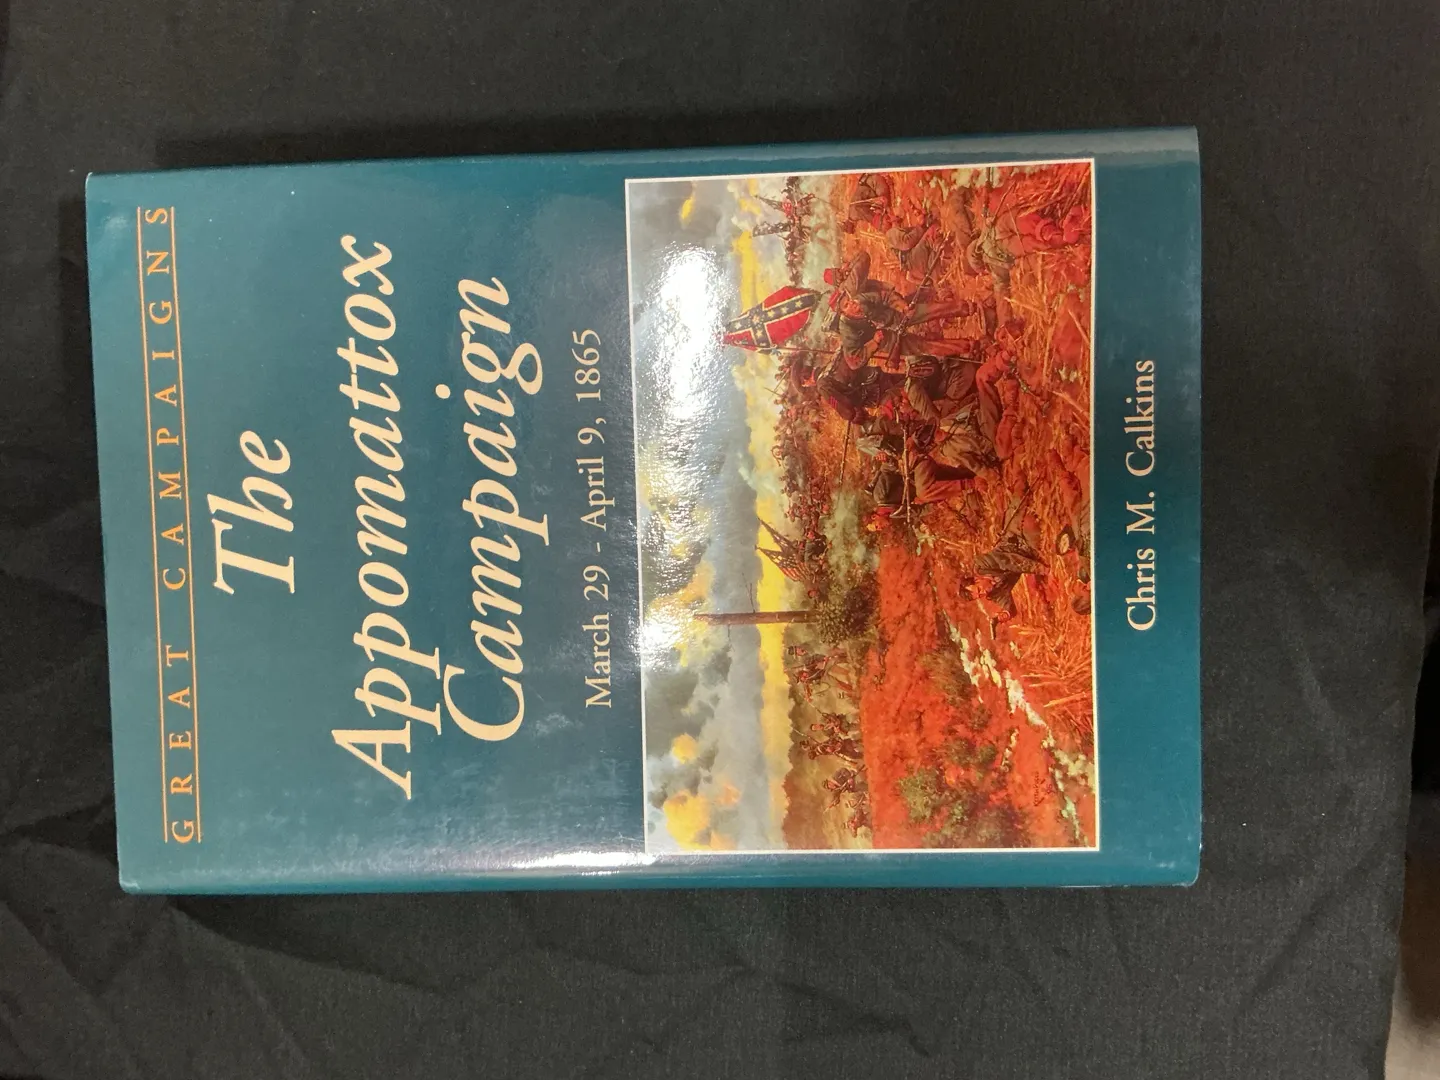 GREAT CAMPAIGNS
The
Appomattox
Campaign
March 29 - April 9, 1865
Chris M. Calkins